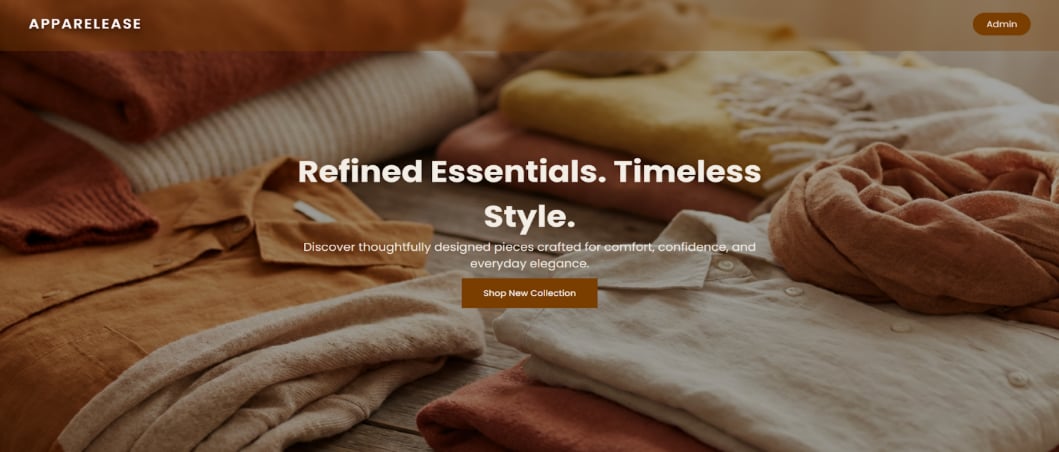 APPARELEASE
Admin
Refined Essentials. Timeless
Style.
Discover thoughtfully designed pieces crafted for comfort, confidence, and
everyday elegance.
Shop New Collection